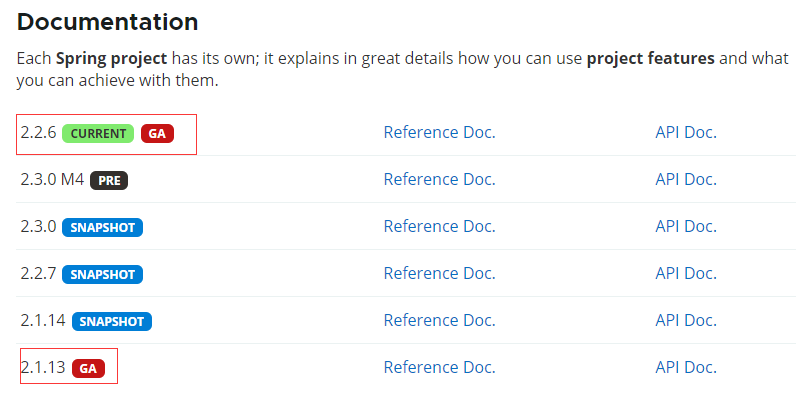 Documentation
Each Spring project has its own; it explains in great details how you can use project features and what
you can achieve with them.
2.2.6 CURRENT GA Reference Doc. API Doc.
2.3.0 M4 PRE Reference Doc. API Doc.
2.3.0 SNAPSHOT Reference Doc. API Doc.
2.2.7 SNAPSHOT Reference Doc. API Doc.
2.1.14 SNAPSHOT Reference Doc. API Doc.
2.1.13 GA Reference Doc. API Doc.